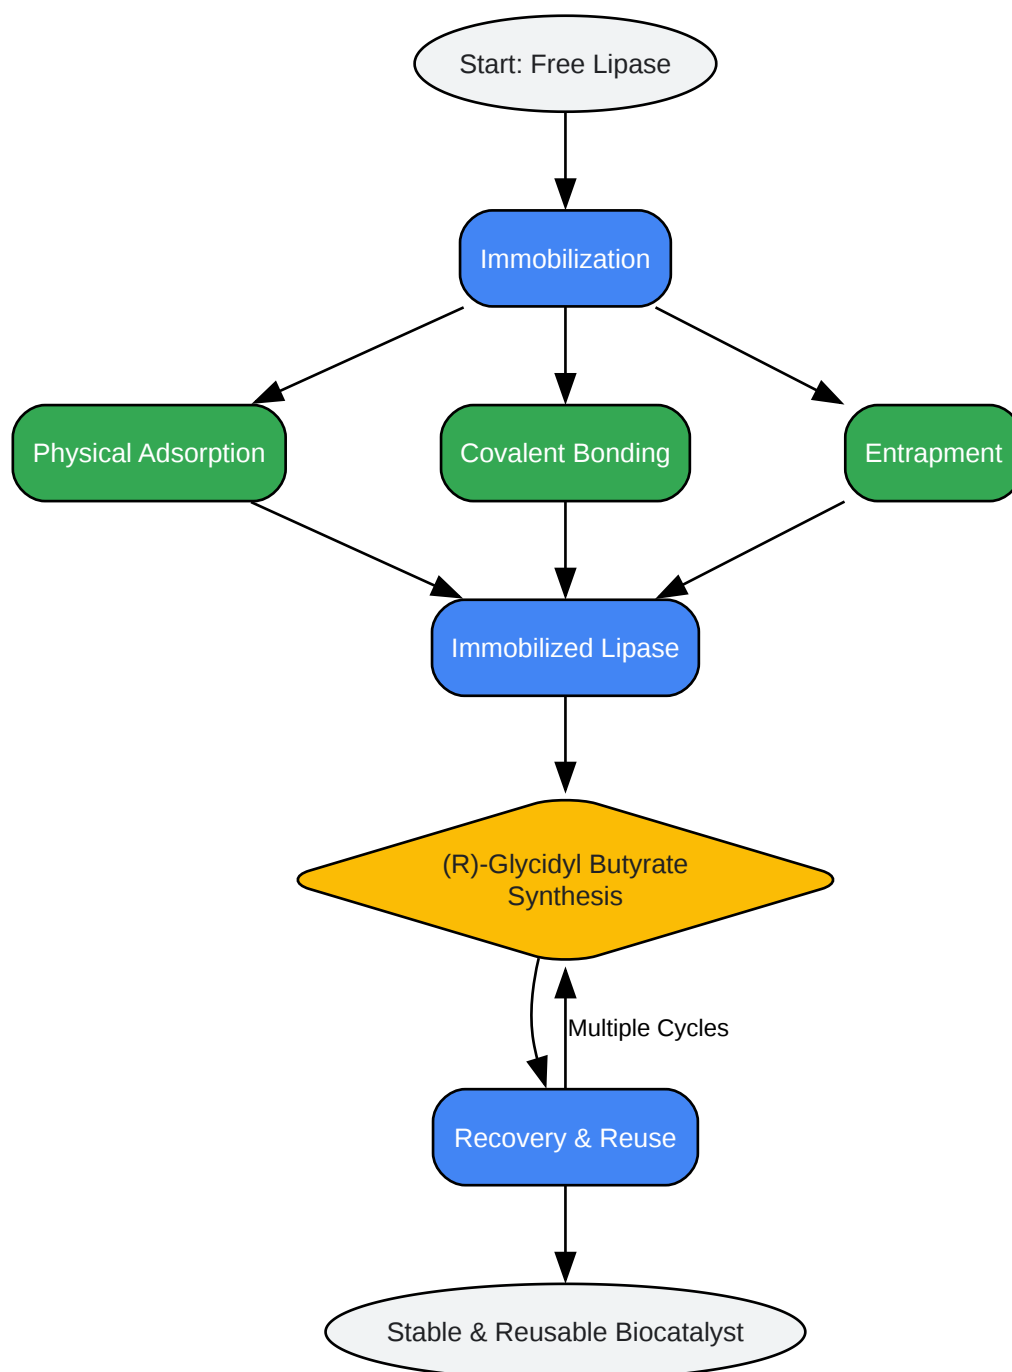 Start: Free Lipase
Immobilization
Physical Adsorption
Covalent Bonding
Entrapment
Immobilized Lipase
(R)-Glycidyl Butyrate
Synthesis
Multiple Cycles
Recovery & Reuse
Stable & Reusable Biocatalyst